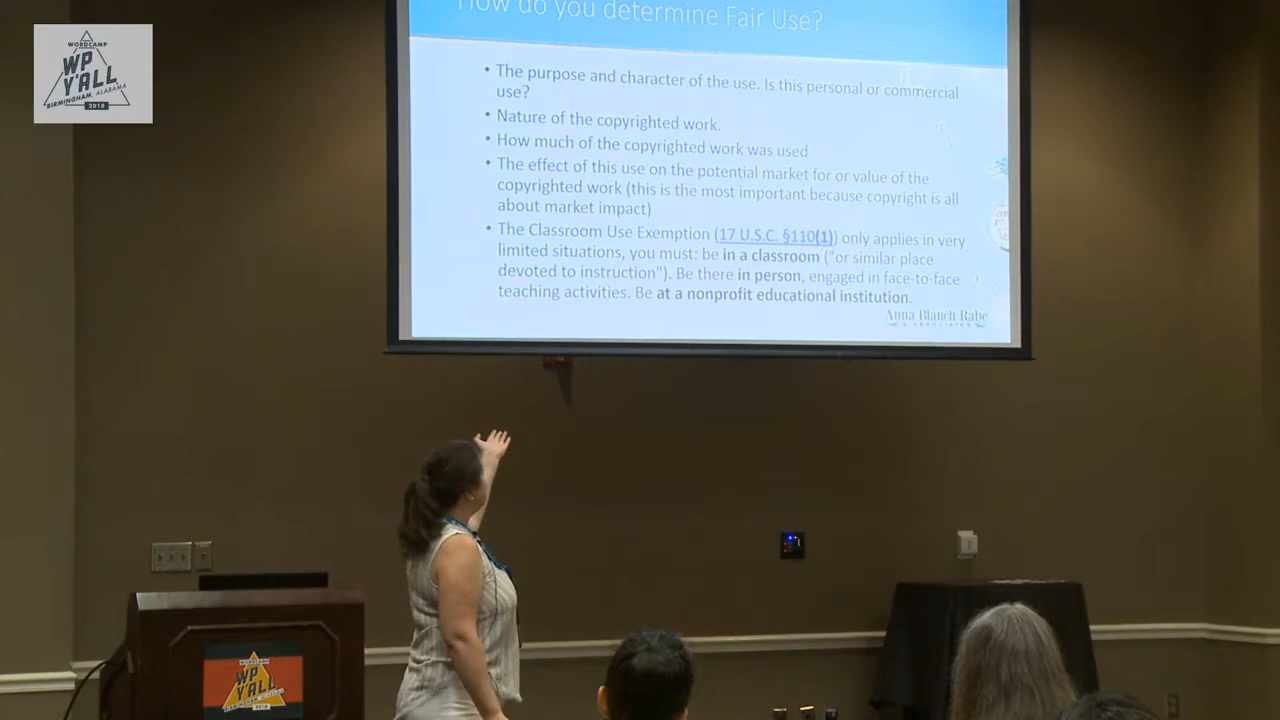 WORDCAMP
WP
Y'ALL
BIRMINGHAM, ALABAMA
2018
How do you determine Fair Use?
• The purpose and character of the use. Is this personal or commercial
use?
• Nature of the copyrighted work.
• How much of the copyrighted work was used
• The effect of this use on the potential market for or value of the
copyrighted work (this is the most important because copyright is all
about market impact)
• The Classroom Use Exemption (17 U.S.C. §110(1)) only applies in very
limited situations, you must: be in a classroom ("or similar place
devoted to instruction"). Be there in person, engaged in face-to-face
teaching activities. Be at a nonprofit educational institution.
Anna Blanch Rabe
& ASSOCIATES
WORDCAMP
WP
Y'ALL
BIRMINGHAM, ALABAMA
2018